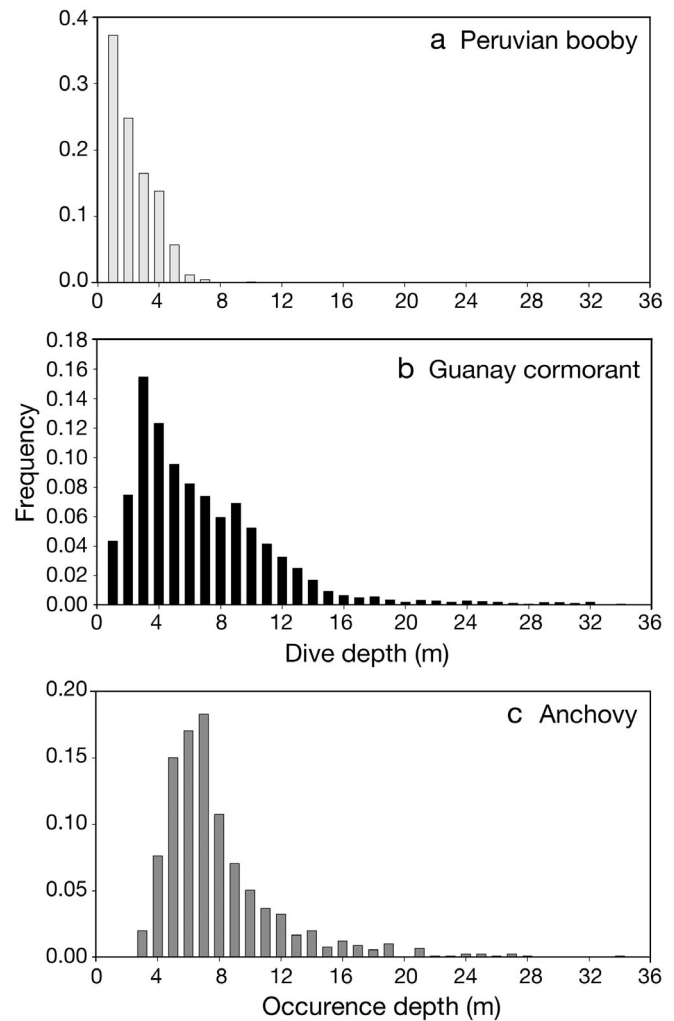 a Peruvian booby
0.4
0.3
0.2
0.1
0.0
0 4 8 12 16 20 24 28 32 36
b Guanay cormorant
0.18
0.16
0.14
0.12
0.10
0.08
0.06
0.04
0.02
0.00
Frequency
0 4 8 12 16 20 24 28 32 36
Dive depth (m)
c Anchovy
0.20
0.15
0.10
0.05
0.00
0 4 8 12 16 20 24 28 32 36
Occurence depth (m)